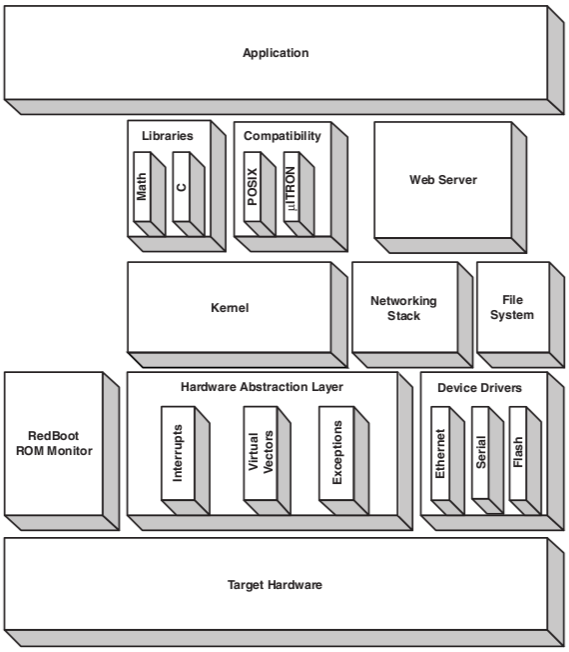 Application
Libraries
Math
C
Compatibility
POSIX
μITRON
Web Server
Kernel
Networking
Stack
File
System
RedBoot
ROM Monitor
Hardware Abstraction Layer
Interrupts
Virtual
Vectors
Exceptions
Device Drivers
Ethernet
Serial
Flash
Target Hardware